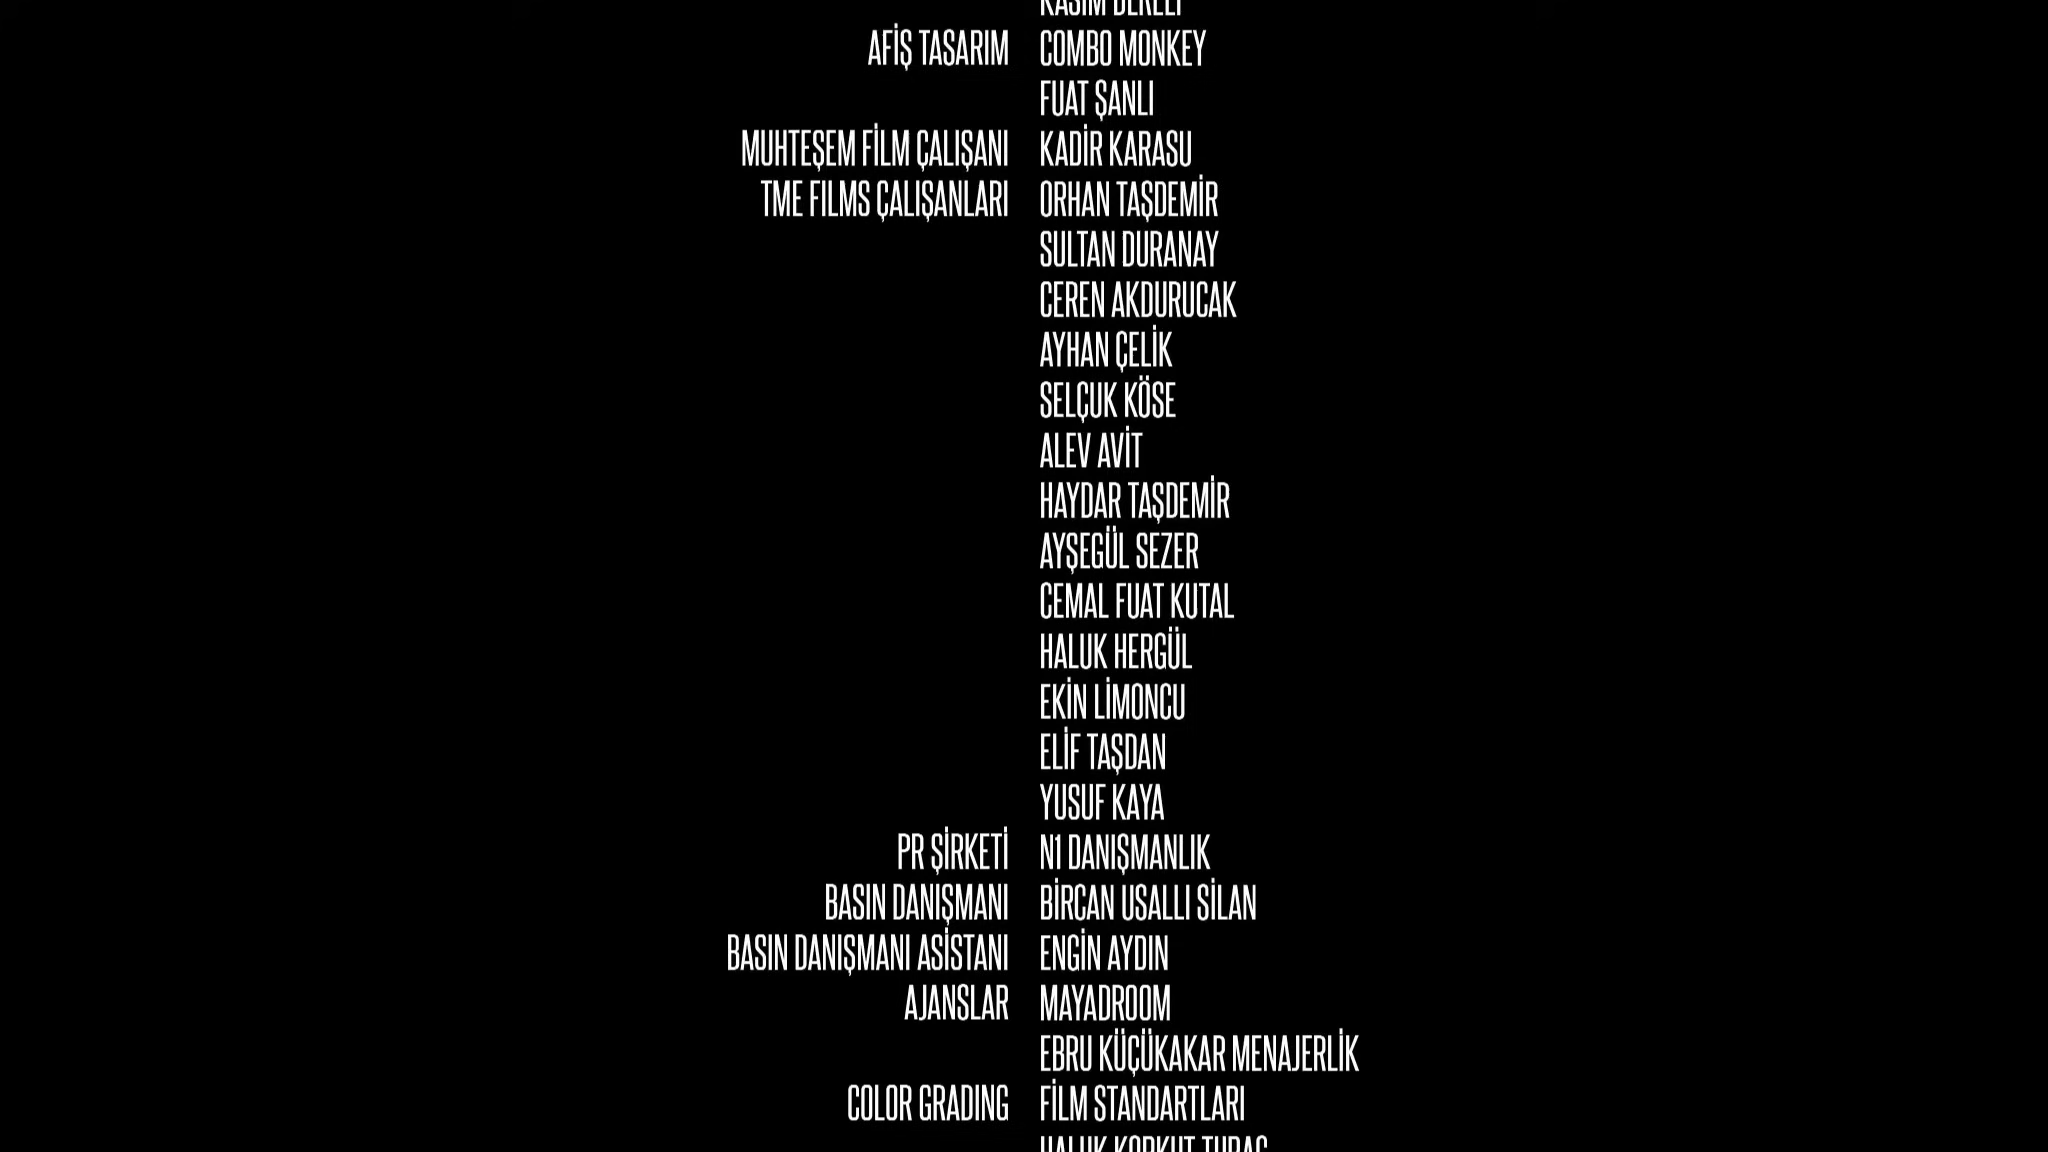 AFİŞ TASARIM COMBO MONKEY
FUAT ŞANLI
MUHTEŞEM FİLM ÇALIŞANI KADİR KARASU
TME FILMS ÇALIŞANLARI ORHAN TAŞDEMİR
SULTAN DURANAY
CEREN AKDURUCAK
AYHAN ÇELİK
SELÇUK KÖSE
ALEV AVİT
HAYDAR TAŞDEMİR
AYŞEGÜL SEZER
CEMAL FUAT KUTAL
HALUK HERGÜL
EKİN LİMONCU
ELİF TAŞDAN
YUSUF KAYA
PR ŞİRKETİ N1 DANIŞMANLIK
BASIN DANIŞMANI BİRCAN USALLI SİLAN
BASIN DANIŞMANI ASİSTANI ENGİN AYDIN
AJANSLAR MAYADROOM
EBRU KÜÇÜKAKAR MENAJERLİK
COLOR GRADING FİLM STANDARTLARI